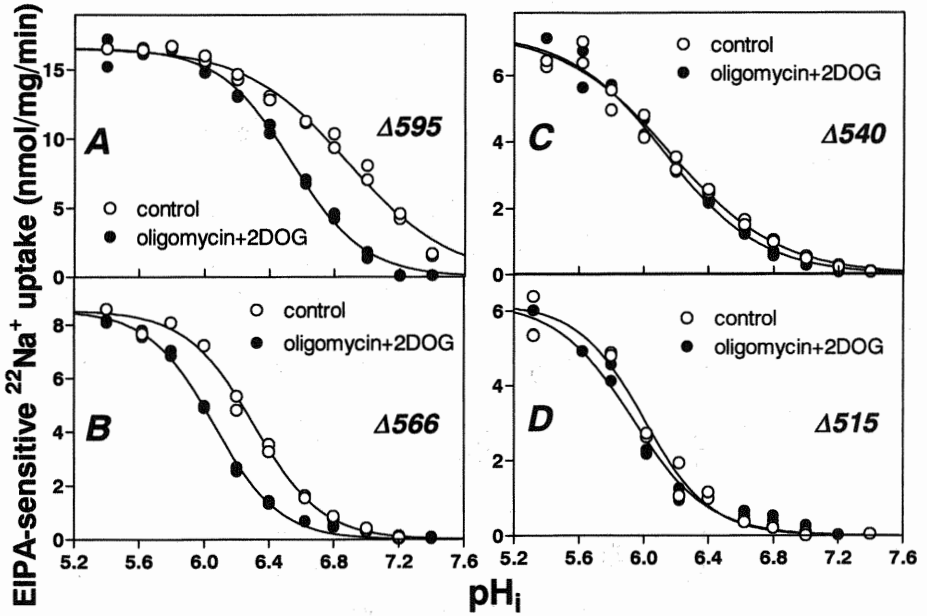 EIPA-sensitive ²²Na⁺ uptake (nmol/mg/min)
15
10
5
0
A
Δ595
control
oligomycin+2DOG
8
6
4
2
0
B
Δ566
control
oligomycin+2DOG
5.2 5.6 6.0 6.4 6.8 7.2 7.6
6
4
2
0
C
Δ540
control
oligomycin+2DOG
6
4
2
0
D
Δ515
control
oligomycin+2DOG
5.2 5.6 6.0 6.4 6.8 7.2 7.6
pHᵢ